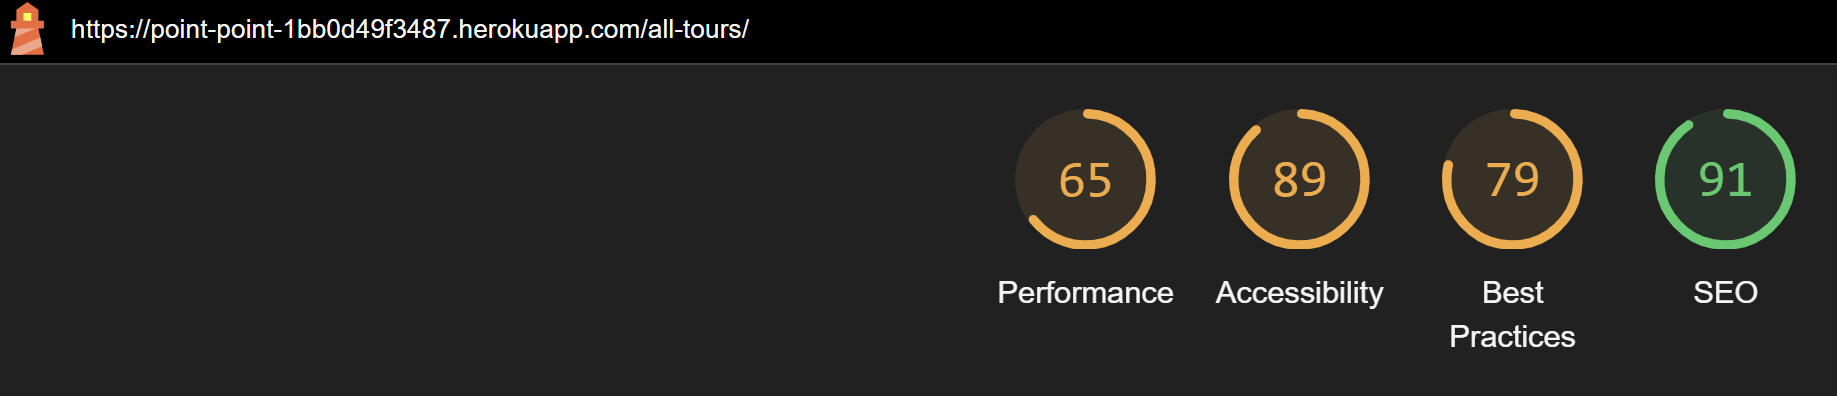 https://point-point-1bb0d49f3487.herokuapp.com/all-tours/
65
89
79
91
Performance
Accessibility
Best
Practices
SEO